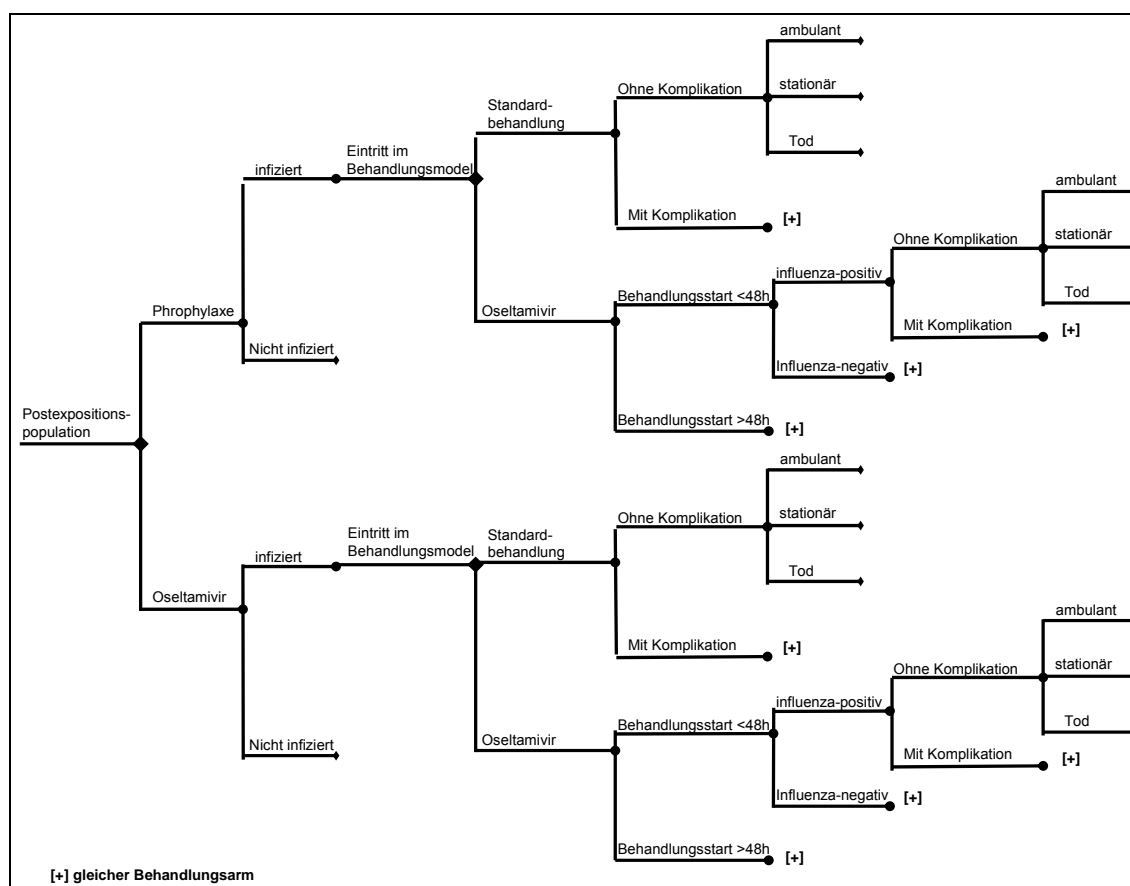 ambulant
Ohne Komplikation
stationär
Standard-
behandlung
Tod
infiziert
Eintritt im
Behandlungsmodel
Mit Komplikation
[+]
ambulant
Ohne Komplikation
stationär
influenza-positiv
Tod
Phrophylaxe
Oseltamivir
Behandlungsstart <48h
Mit Komplikation
[+]
Nicht infiziert
Influenza-negativ
[+]
Postexpositions-
population
Behandlungsstart >48h
[+]
ambulant
Ohne Komplikation
stationär
Eintritt im
Behandlungsmodel
Standard-
behandlung
infiziert
Tod
Oseltamivir
Mit Komplikation
[+]
ambulant
Ohne Komplikation
stationär
influenza-positiv
Tod
Nicht infiziert
Oseltamivir
Behandlungsstart <48h
Mit Komplikation
[+]
Influenza-negativ
[+]
Behandlungsstart >48h
[+]
[+] gleicher Behandlungsarm